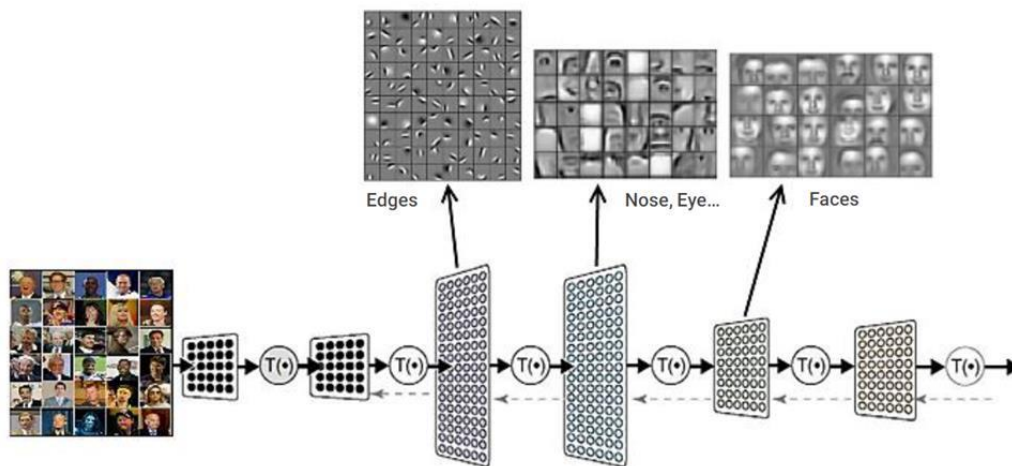 Edges
Nose, Eye…
Faces
T(•)
T(•)
T(•)
T(•)
T(•)
T(•)